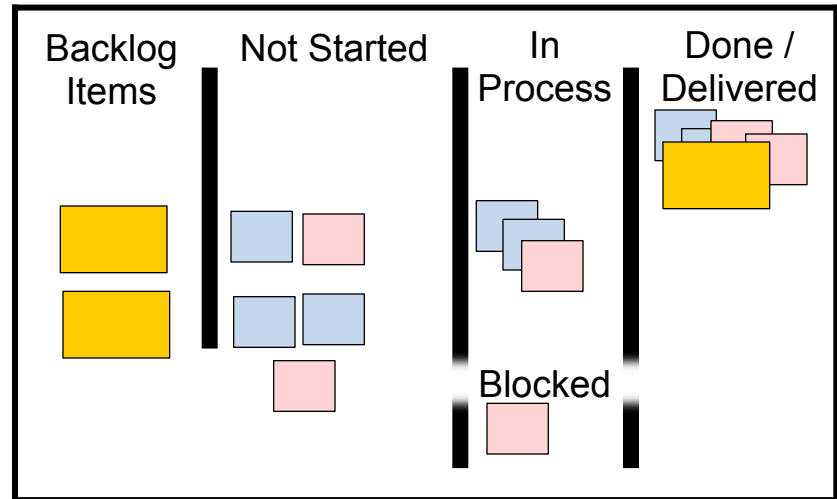 Backlog
Items
Not Started
In
Process
Done /
Delivered
Blocked